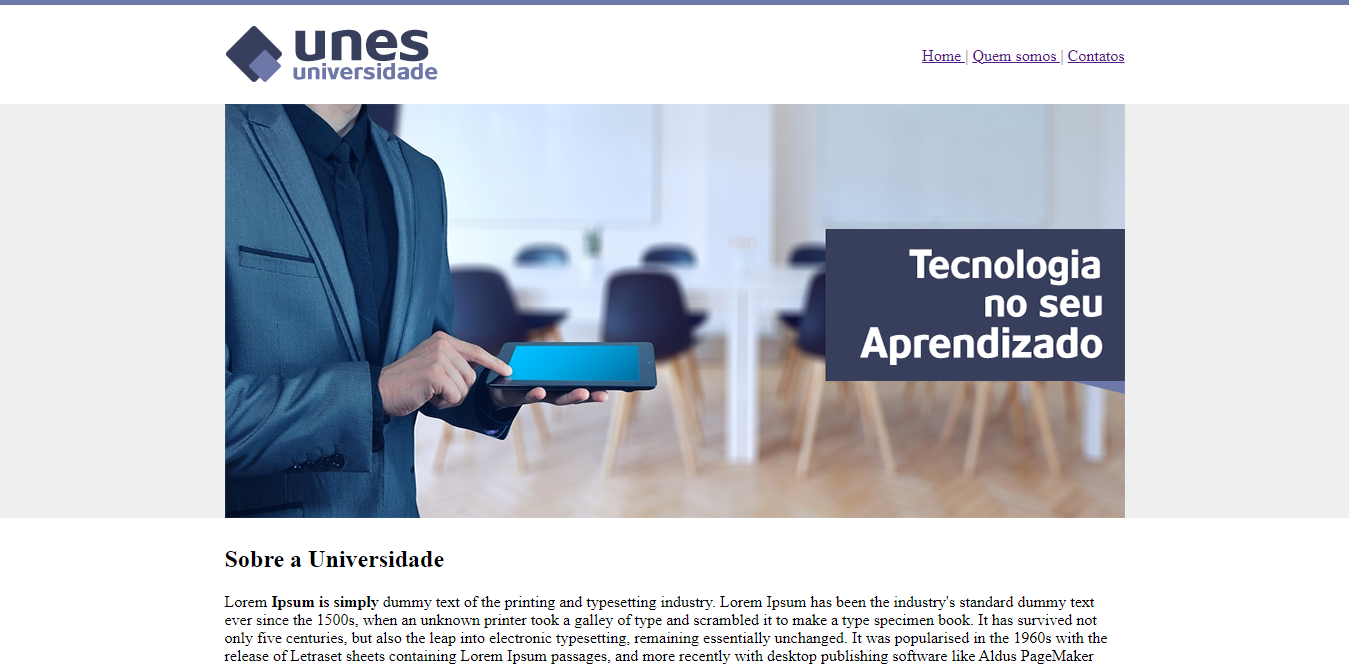 unes
universidade
Home | Quem somos | Contatos
Tecnologia
no seu
Aprendizado
Sobre a Universidade
Lorem Ipsum is simply dummy text of the printing and typesetting industry. Lorem Ipsum has been the industry's standard dummy text
ever since the 1500s, when an unknown printer took a galley of type and scrambled it to make a type specimen book. It has survived not
only five centuries, but also the leap into electronic typesetting, remaining essentially unchanged. It was popularised in the 1960s with the
release of Letraset sheets containing Lorem Ipsum passages, and more recently with desktop publishing software like Aldus PageMaker